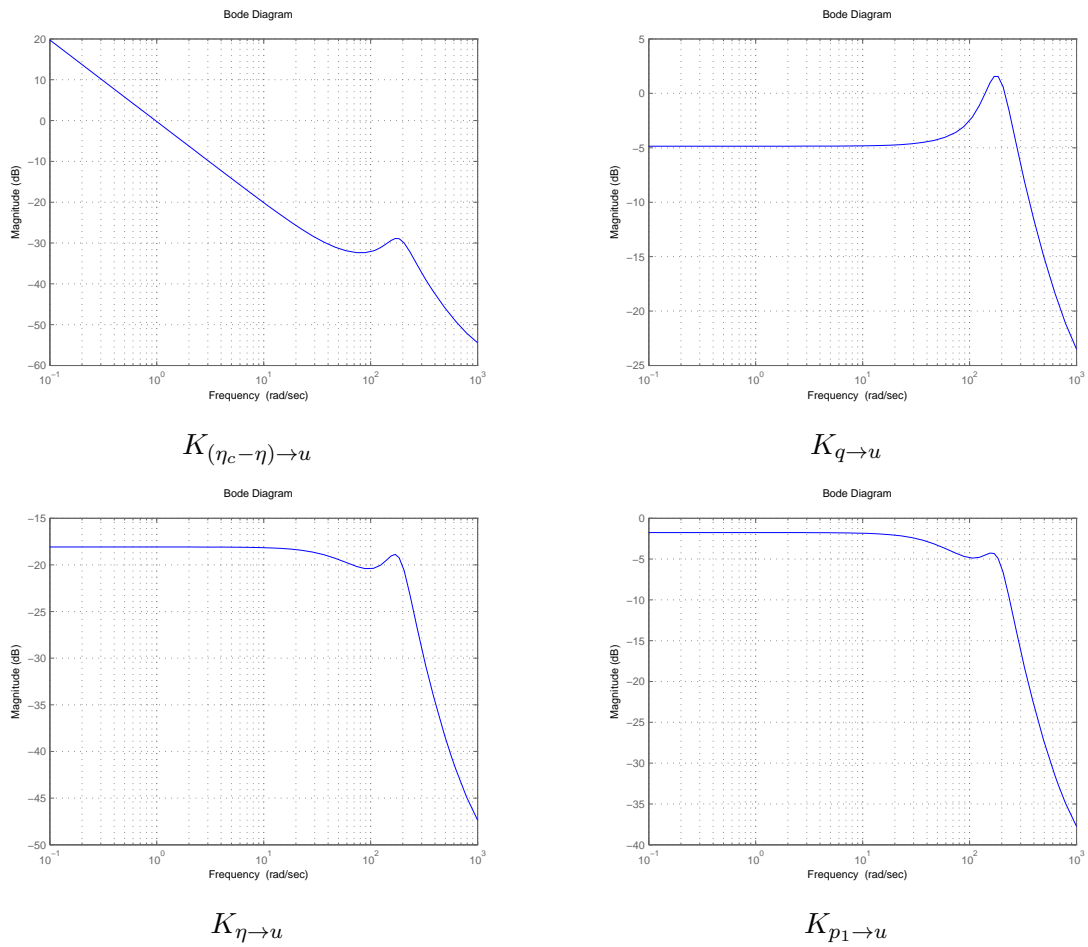 Bode Diagram
20
10
0
−10
−20
−30
−40
−50
−60
Magnitude (dB)
10^−1 10^0 10^1 10^2 10^3
Frequency (rad/sec)
K_{(η_c−η)→u}
Bode Diagram
5
0
−5
−10
−15
−20
−25
Magnitude (dB)
10^−1 10^0 10^1 10^2 10^3
Frequency (rad/sec)
K_{q→u}
Bode Diagram
−15
−20
−25
−30
−35
−40
−45
−50
Magnitude (dB)
10^−1 10^0 10^1 10^2 10^3
Frequency (rad/sec)
K_{η→u}
Bode Diagram
0
−5
−10
−15
−20
−25
−30
−35
−40
Magnitude (dB)
10^−1 10^0 10^1 10^2 10^3
Frequency (rad/sec)
K_{p_1→u}